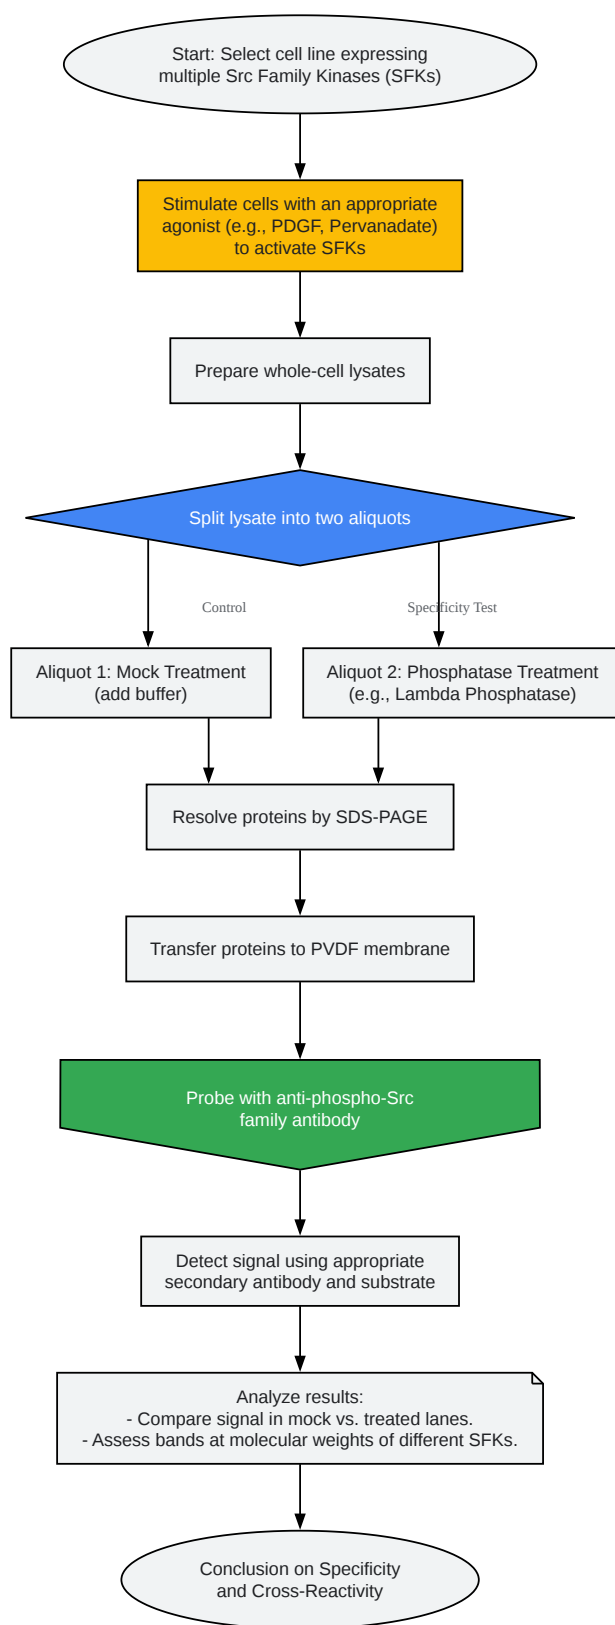 Start: Select cell line expressing
multiple Src Family Kinases (SFKs)
Stimulate cells with an appropriate
agonist (e.g., PDGF, Pervanadate)
to activate SFKs
Prepare whole-cell lysates
Split lysate into two aliquots
Control
Specificity Test
Aliquot 1: Mock Treatment
(add buffer)
Aliquot 2: Phosphatase Treatment
(e.g., Lambda Phosphatase)
Resolve proteins by SDS-PAGE
Transfer proteins to PVDF membrane
Probe with anti-phospho-Src
family antibody
Detect signal using appropriate
secondary antibody and substrate
Analyze results:
- Compare signal in mock vs. treated lanes.
- Assess bands at molecular weights of different SFKs.
Conclusion on Specificity
and Cross-Reactivity